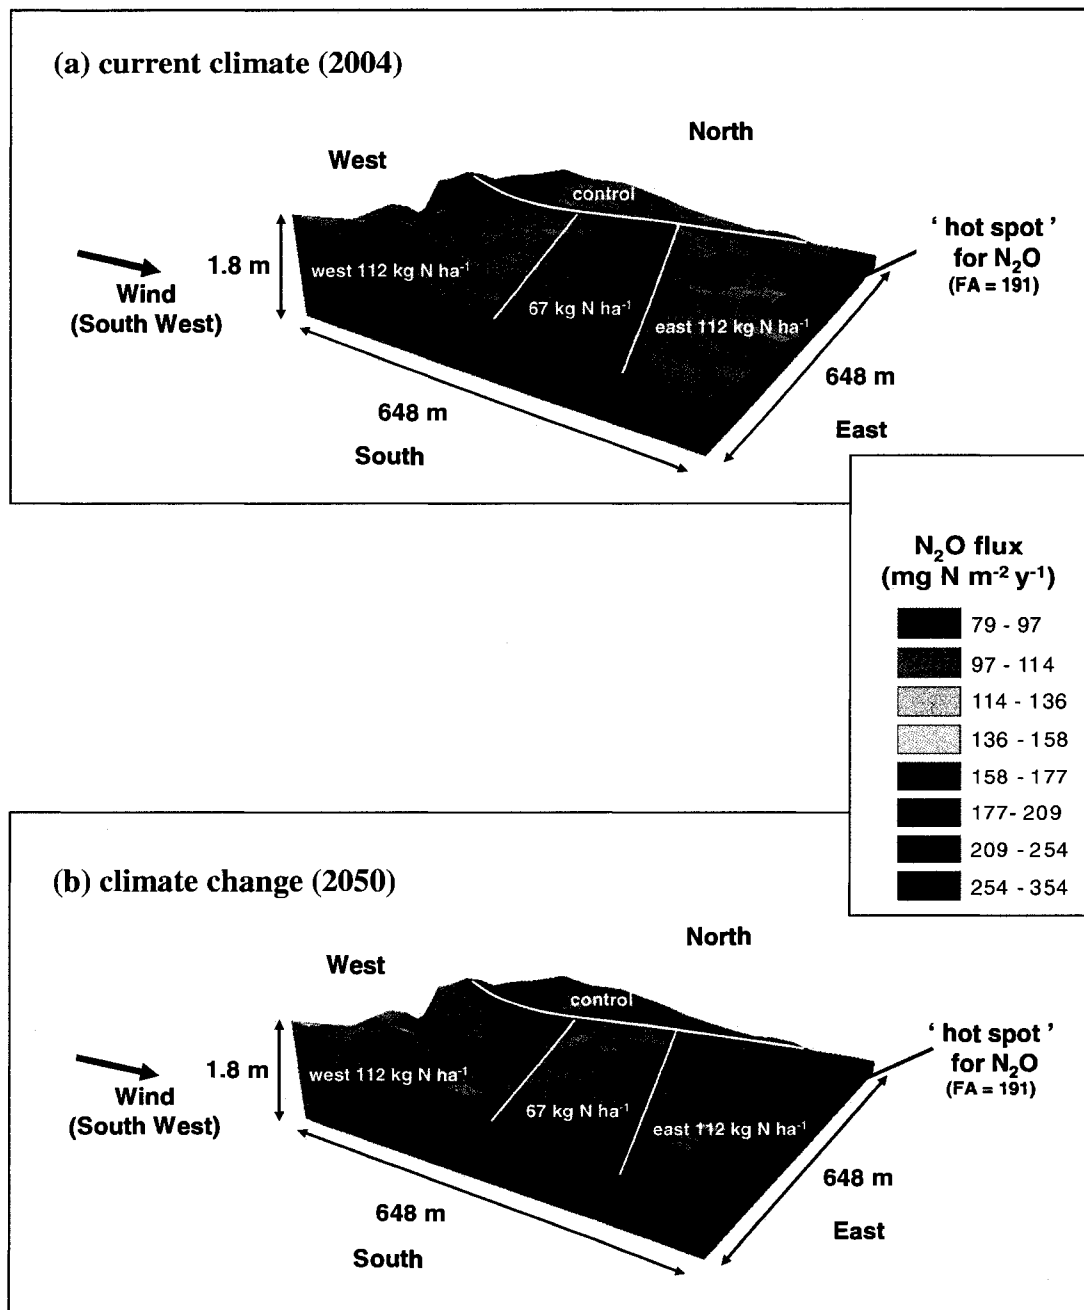 (a) current climate (2004)
North
West
control
' hot spot '
for N₂O
(FA = 191)
1.8 m
west 112 kg N ha⁻¹
Wind
(South West)
67 kg N ha⁻¹
east 112 kg N ha⁻¹
648 m
648 m
East
South
N₂O flux
(mg N m⁻² y⁻¹)
79 - 97
97 - 114
114 - 136
136 - 158
158 - 177
177- 209
209 - 254
254 - 354
(b) climate change (2050)
North
West
control
' hot spot '
for N₂O
(FA = 191)
1.8 m
west 112 kg N ha⁻¹
Wind
(South West)
67 kg N ha⁻¹
east 112 kg N ha⁻¹
648 m
648 m
East
South